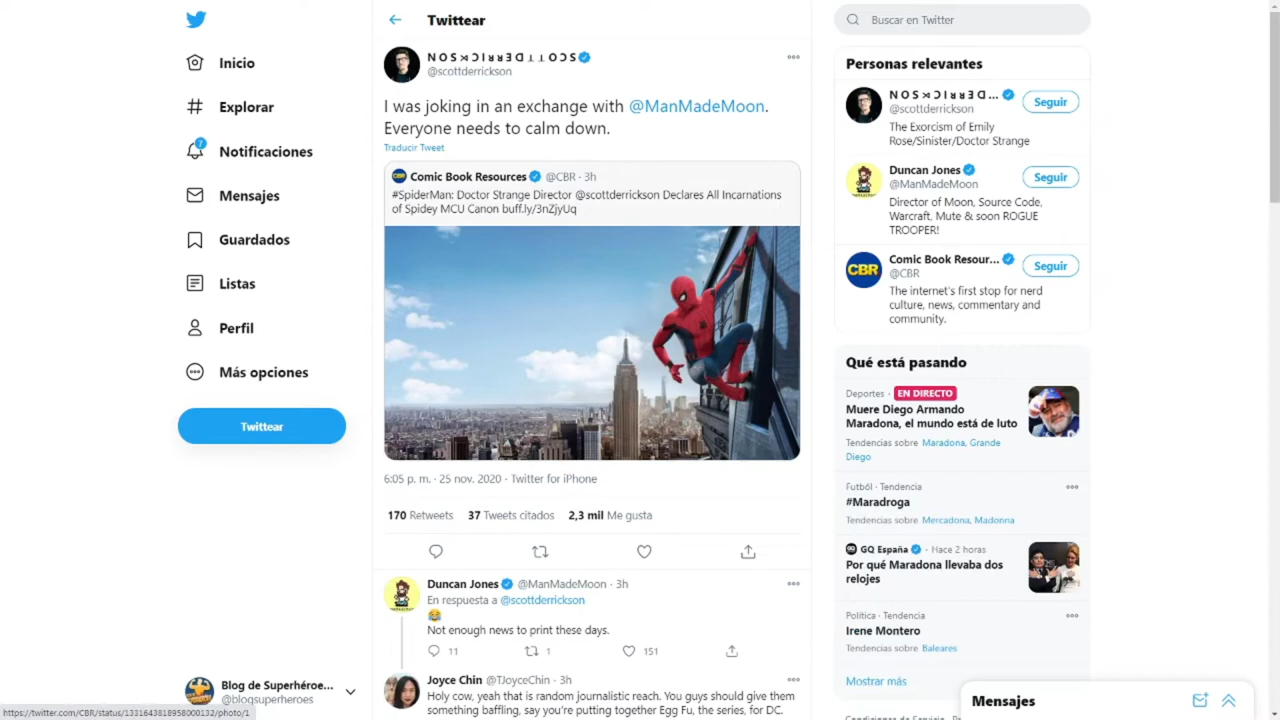 Inicio
Explorar
7
Notificaciones
Mensajes
Guardados
Listas
Perfil
Más opciones
Twittear
Blog de Superhéroe...
@blogsuperheroes
https://twitter.com/CBR/status/1331643818958000132/photo/1
Twittear
@scottderrickson
I was joking in an exchange with @ManMadeMoon.
Everyone needs to calm down.
Traducir Tweet
CBR Comic Book Resources @CBR · 3h
#SpiderMan: Doctor Strange Director @scottderrickson Declares All Incarnations
of Spidey MCU Canon buff.ly/3nZjyUq
6:05 p. m. · 25 nov. 2020 · Twitter for iPhone
170 Retweets 37 Tweets citados 2,3 mil Me gusta
Duncan Jones @ManMadeMoon · 3h
En respuesta a @scottderrickson
😂
Not enough news to print these days.
11 1 151
Joyce Chin @TJoyceChin · 3h
Holy cow, yeah that is random journalistic reach. You guys should give them
something baffling, say you're putting together Egg Fu, the series, for DC.
Buscar en Twitter
Personas relevantes
@scottderrickson
Seguir
The Exorcism of Emily
Rose/Sinister/Doctor Strange
Duncan Jones
@ManMadeMoon
Seguir
Director of Moon, Source Code,
Warcraft, Mute & soon ROGUE
TROOPER!
CBR
Comic Book Resour...
@CBR
Seguir
The internet's first stop for nerd
culture, news, commentary and
community.
Qué está pasando
Deportes · EN DIRECTO
Muere Diego Armando
Maradona, el mundo está de luto
Tendencias sobre Maradona, Grande
Diego
Futból · Tendencia
#Maradroga
Tendencias sobre Mercadona, Madonna
GQ España · Hace 2 horas
Por qué Maradona llevaba dos
relojes
Política · Tendencia
Irene Montero
Tendencias sobre Baleares
Mostrar más
Mensajes